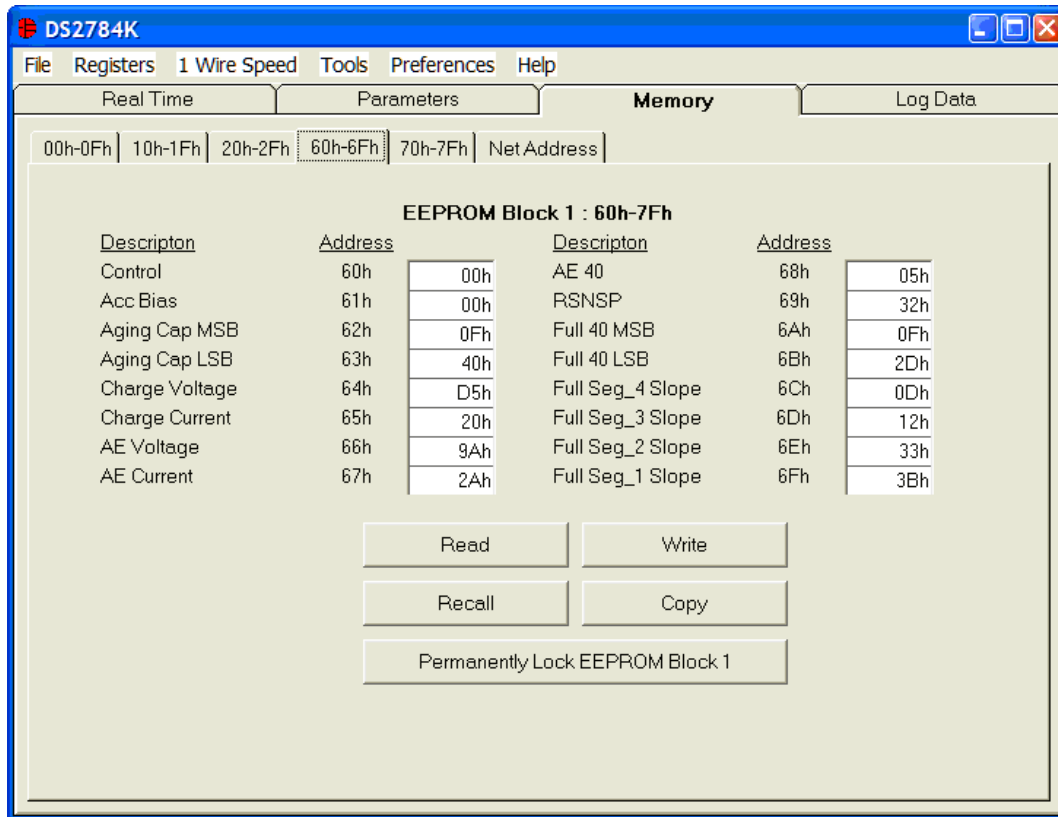 DS2784K
File Registers 1 Wire Speed Tools Preferences Help
Real Time Parameters Memory Log Data
00h-0Fh 10h-1Fh 20h-2Fh 60h-6Fh 70h-7Fh Net Address
EEPROM Block 1 : 60h-7Fh
Descripton Address Descripton Address
Control 60h 00h AE 40 68h 05h
Acc Bias 61h 00h RSNSP 69h 32h
Aging Cap MSB 62h 0Fh Full 40 MSB 6Ah 0Fh
Aging Cap LSB 63h 40h Full 40 LSB 6Bh 2Dh
Charge Voltage 64h D5h Full Seg_4 Slope 6Ch 0Dh
Charge Current 65h 20h Full Seg_3 Slope 6Dh 12h
AE Voltage 66h 9Ah Full Seg_2 Slope 6Eh 33h
AE Current 67h 2Ah Full Seg_1 Slope 6Fh 3Bh
Read Write
Recall Copy
Permanently Lock EEPROM Block 1